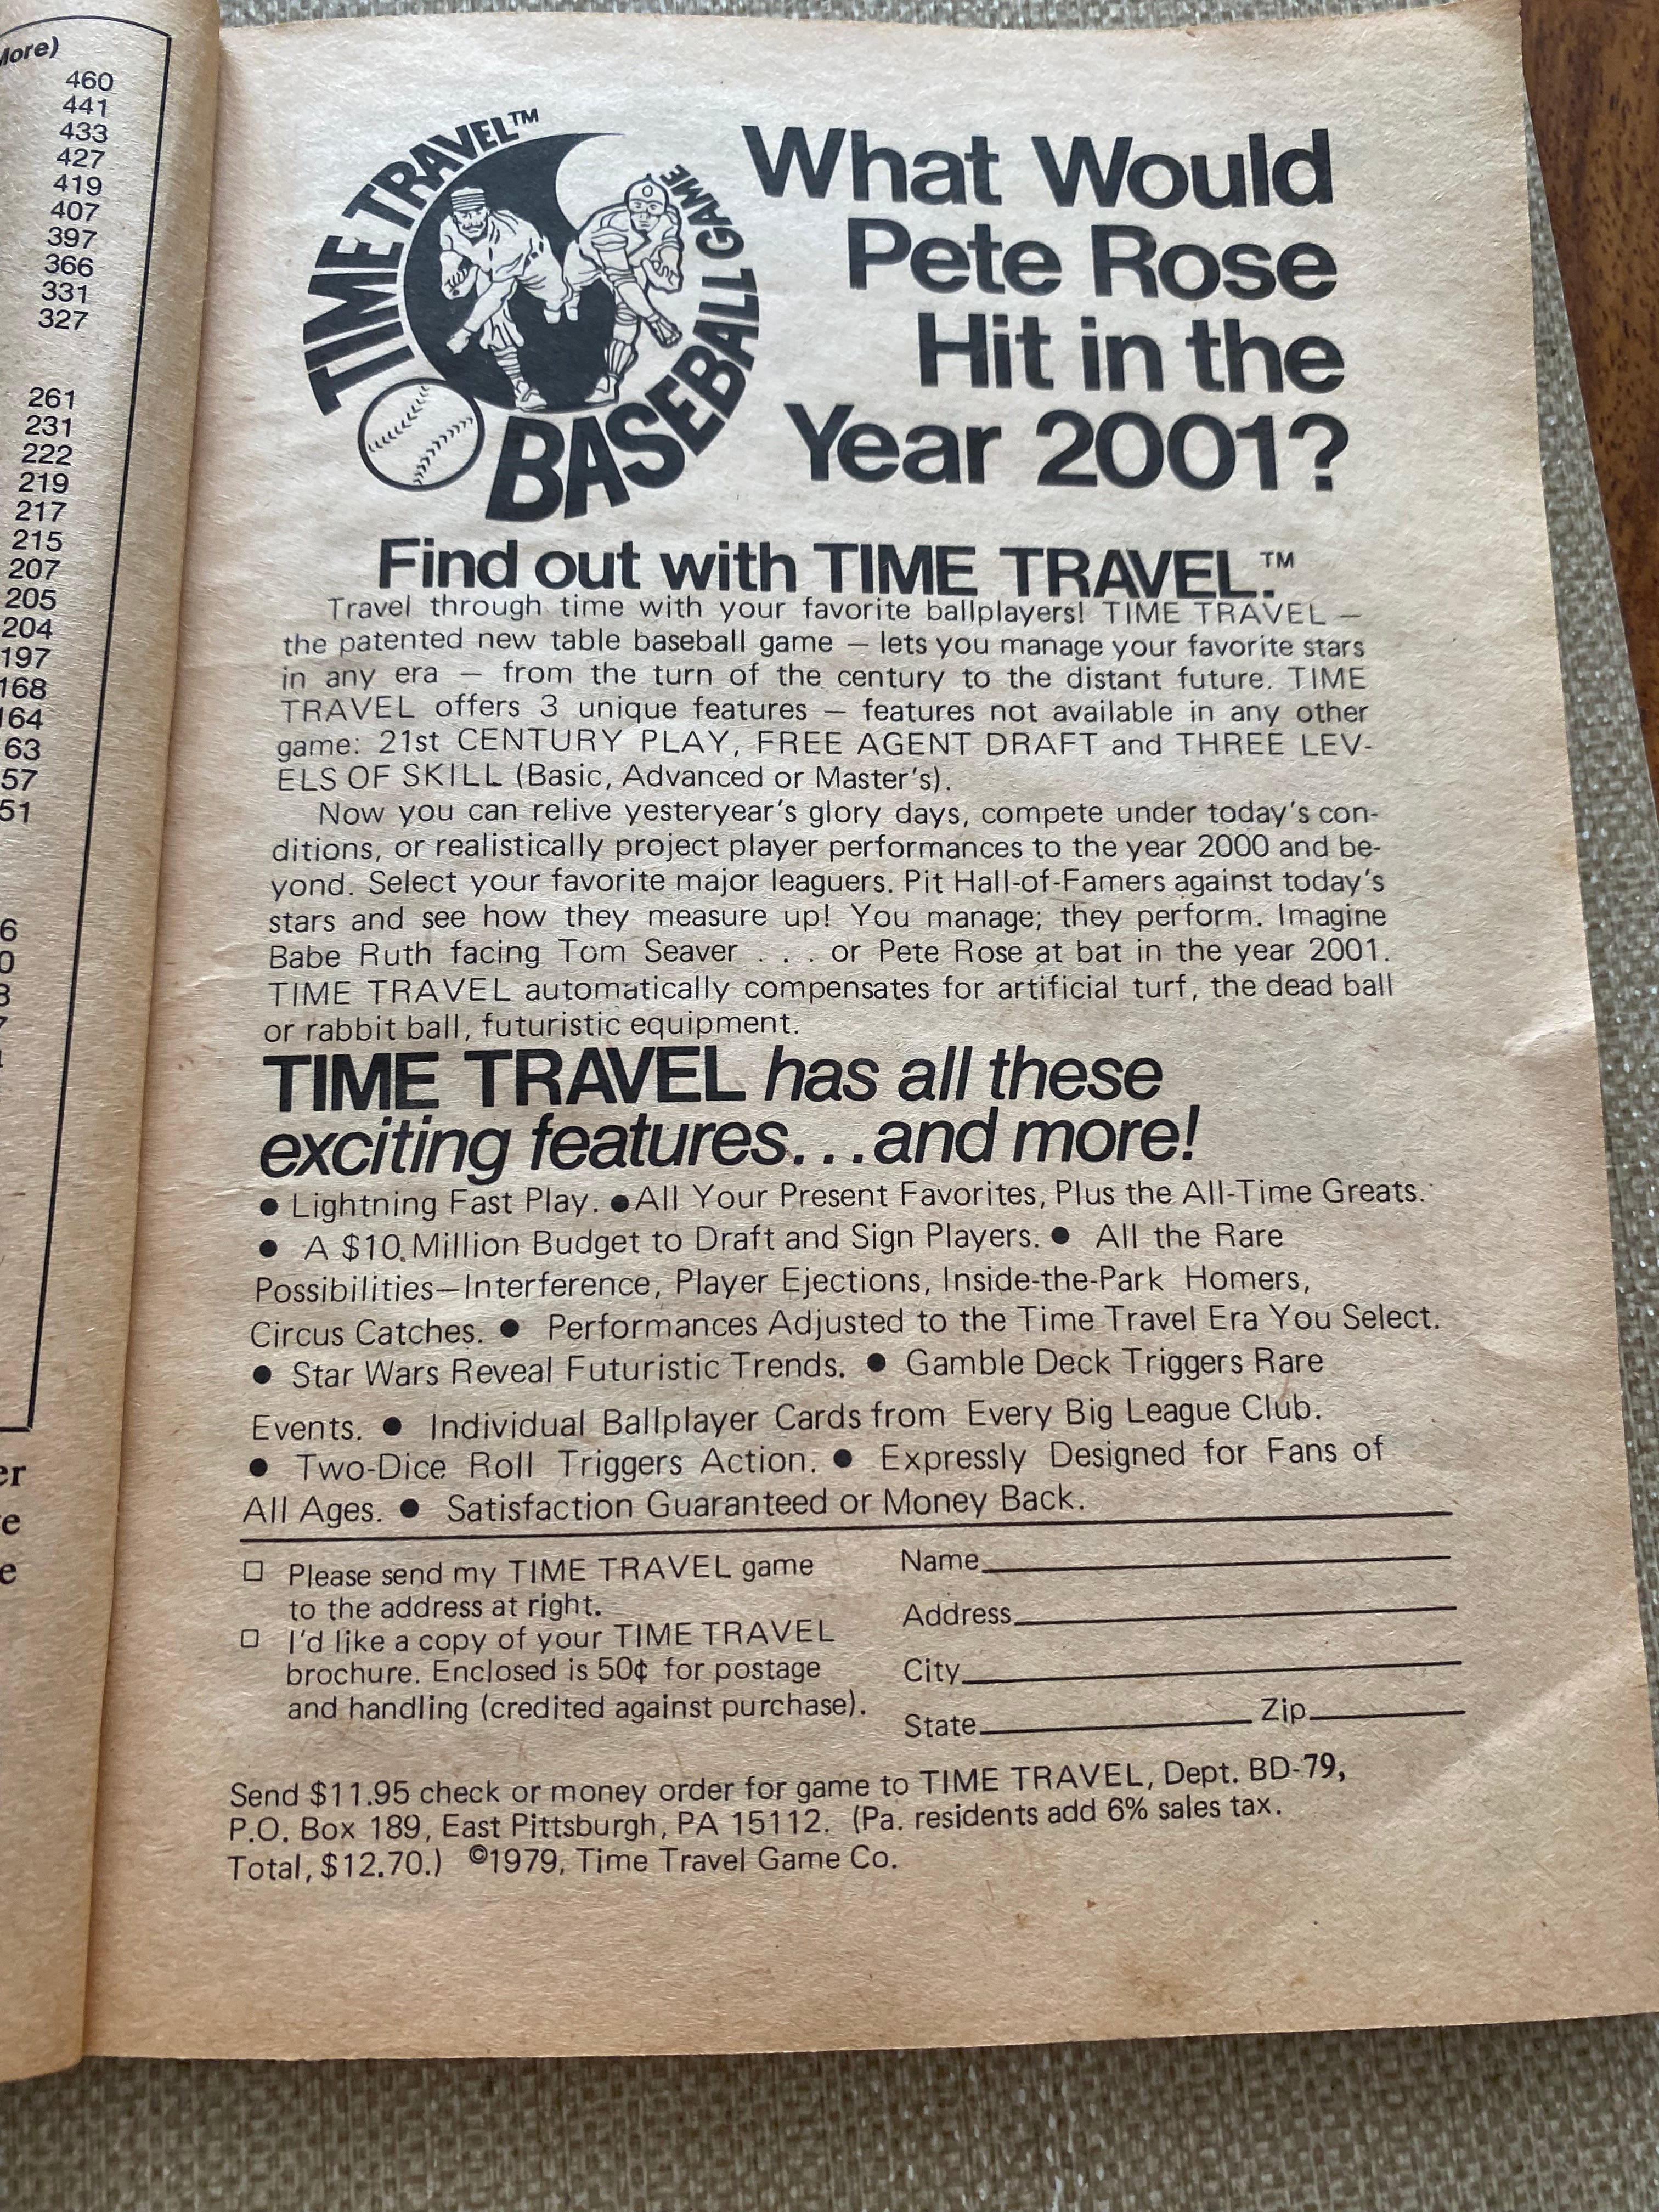 More)
460
441
433
427
419
407
397
366
331
327
261
231
222
219
217
215
207
205
204
197
168
164
63
57
51
6
0
er
e
e
TIME TRAVEL™
BASEBALL GAME
What Would
Pete Rose
Hit in the
Year 2001?
Find out with TIME TRAVEL.™
Travel through time with your favorite ballplayers! TIME TRAVEL —
the patented new table baseball game — lets you manage your favorite stars
in any era — from the turn of the century to the distant future. TIME
TRAVEL offers 3 unique features — features not available in any other
game: 21st CENTURY PLAY, FREE AGENT DRAFT and THREE LEV-
ELS OF SKILL (Basic, Advanced or Master's).
Now you can relive yesteryear's glory days, compete under today's con-
ditions, or realistically project player performances to the year 2000 and be-
yond. Select your favorite major leaguers. Pit Hall-of-Famers against today's
stars and see how they measure up! You manage; they perform. Imagine
Babe Ruth facing Tom Seaver . . . or Pete Rose at bat in the year 2001.
TIME TRAVEL automatically compensates for artificial turf, the dead ball
or rabbit ball, futuristic equipment.
TIME TRAVEL has all these
exciting features...and more!
● Lightning Fast Play. ● All Your Present Favorites, Plus the All-Time Greats.
● A $10 Million Budget to Draft and Sign Players. ● All the Rare
Possibilities—Interference, Player Ejections, Inside-the-Park Homers,
Circus Catches. ● Performances Adjusted to the Time Travel Era You Select.
● Star Wars Reveal Futuristic Trends. ● Gamble Deck Triggers Rare
Events. ● Individual Ballplayer Cards from Every Big League Club.
● Two-Dice Roll Triggers Action. ● Expressly Designed for Fans of
All Ages. ● Satisfaction Guaranteed or Money Back.
☐ Please send my TIME TRAVEL game
to the address at right.
☐ I'd like a copy of your TIME TRAVEL
brochure. Enclosed is 50¢ for postage
and handling (credited against purchase).
Name
Address
City
State Zip
Send $11.95 check or money order for game to TIME TRAVEL, Dept. BD-79,
P.O. Box 189, East Pittsburgh, PA 15112. (Pa. residents add 6% sales tax.
Total, $12.70.) ©1979, Time Travel Game Co.